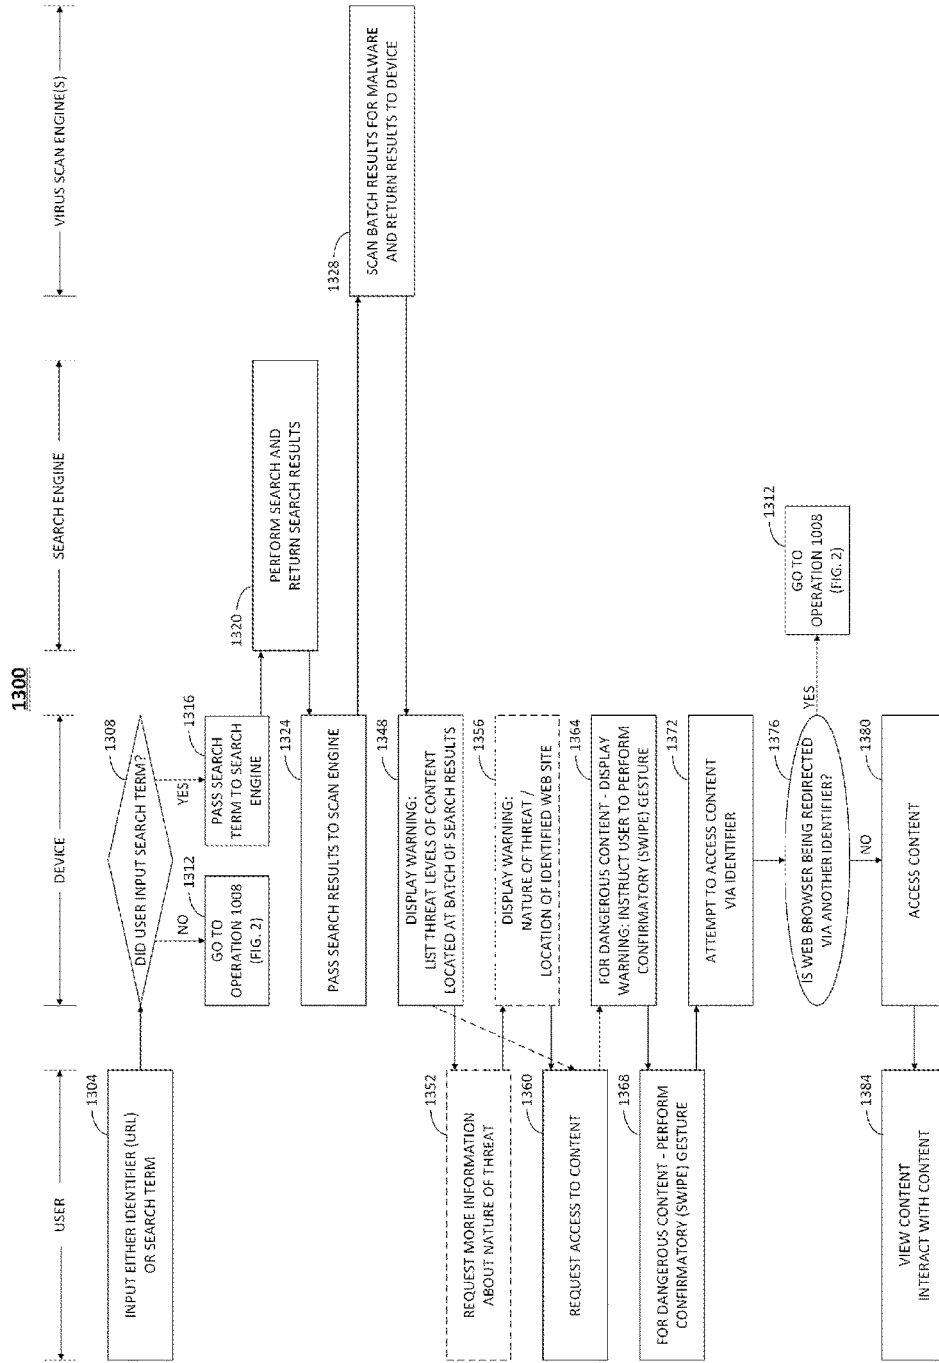 1300
USER
DEVICE
SEARCH ENGINE
VIRUS SCAN ENGINE(S)
1304
INPUT EITHER IDENTIFIER (URL)
OR SEARCH TERM
1308
DID USER INPUT SEARCH TERM?
NO
YES
1312
GO TO
OPERATION 1008
(FIG. 2)
1316
PASS SEARCH
TERM TO SEARCH
ENGINE
1320
PERFORM SEARCH AND
RETURN SEARCH RESULTS
1324
PASS SEARCH RESULTS TO SCAN ENGINE
1328
SCAN BATCH RESULTS FOR MALWARE
AND RETURN RESULTS TO DEVICE
1348
DISPLAY WARNING:
LIST THREAT LEVELS OF CONTENT
LOCATED AT BATCH OF SEARCH RESULTS
1352
REQUEST MORE INFORMATION
ABOUT NATURE OF THREAT
1356
DISPLAY WARNING:
NATURE OF THREAT /
LOCATION OF IDENTIFIED WEB SITE
1360
REQUEST ACCESS TO CONTENT
1364
FOR DANGEROUS CONTENT - DISPLAY
WARNING: INSTRUCT USER TO PERFORM
CONFIRMATORY (SWIPE) GESTURE
1368
FOR DANGEROUS CONTENT - PERFORM
CONFIRMATORY (SWIPE) GESTURE
1372
ATTEMPT TO ACCESS CONTENT
VIA IDENTIFIER
1376
IS WEB BROWSER BEING REDIRECTED
VIA ANOTHER IDENTIFIER?
YES
1312
GO TO
OPERATION 1008
(FIG. 2)
NO
1380
ACCESS CONTENT
1384
VIEW CONTENT
INTERACT WITH CONTENT